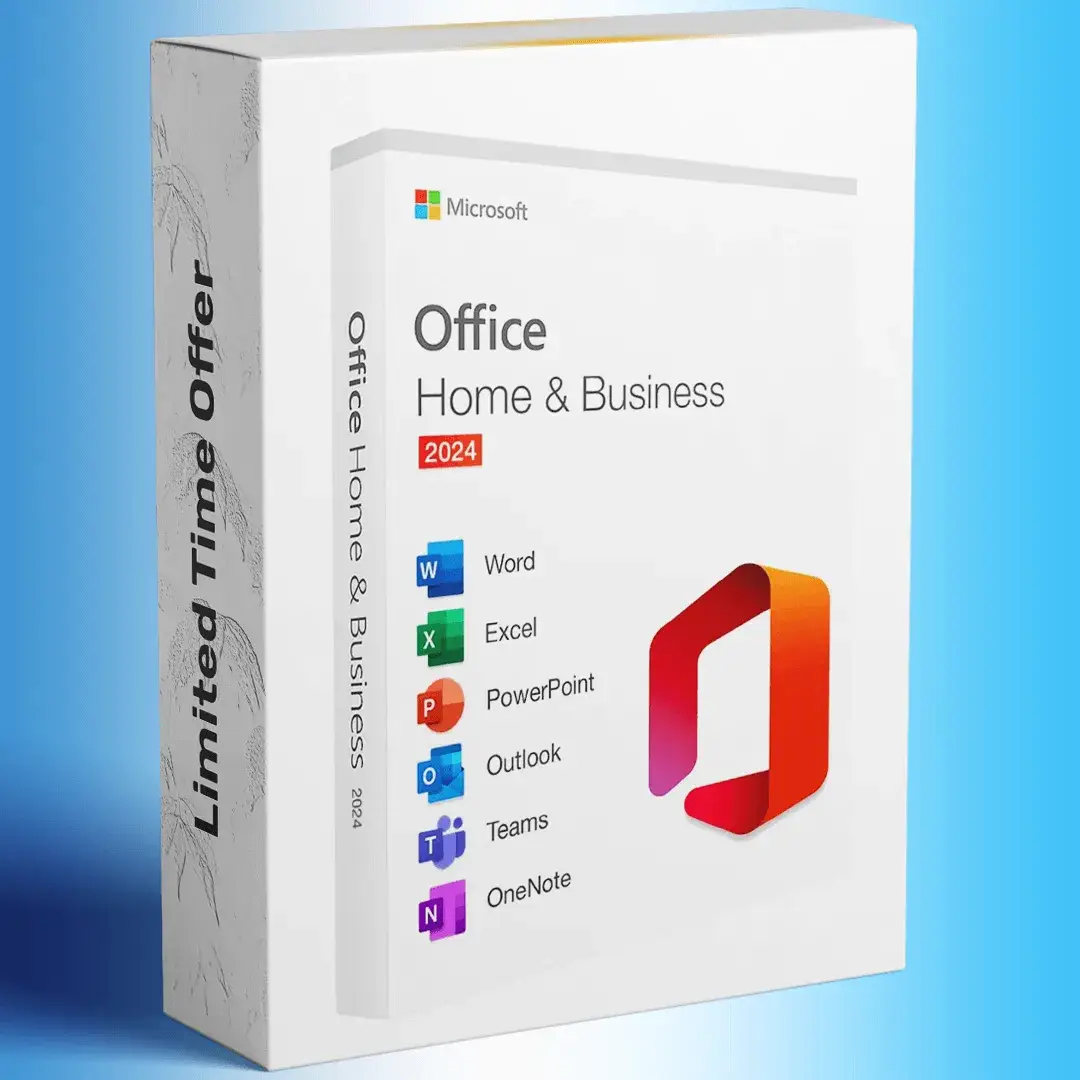 Limited Time Offer
Office Home & Business 2024
Microsoft
Office
Home & Business
2024
W Word
X Excel
P PowerPoint
O Outlook
T Teams
N OneNote